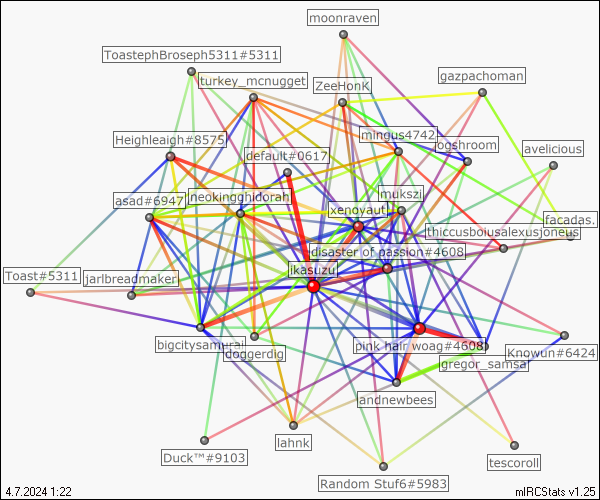 moonraven
ToastephBroseph5311#5311
gazpachoman
turkey_mcnugget
ZeeHonK
mingus4742
Heighleaigh#8575
jogshroom
avelicious
default#0617
asad#6947
neokingghidorah
mukszi
xenoyaut
facadas.
thiccusboiusalexusjoneus
disaster of passion#4608
ikasuzu
Toast#5311
jarlbreadmaker
bigcitysamurai
pink hair woag#4608
doggerdig
Knowun#6424
gregor_samsa
andnewbees
lahnk
Duck™#9103
tescoroll
Random Stuf6#5983
4.7.2024 1:22
mIRCStats v1.25